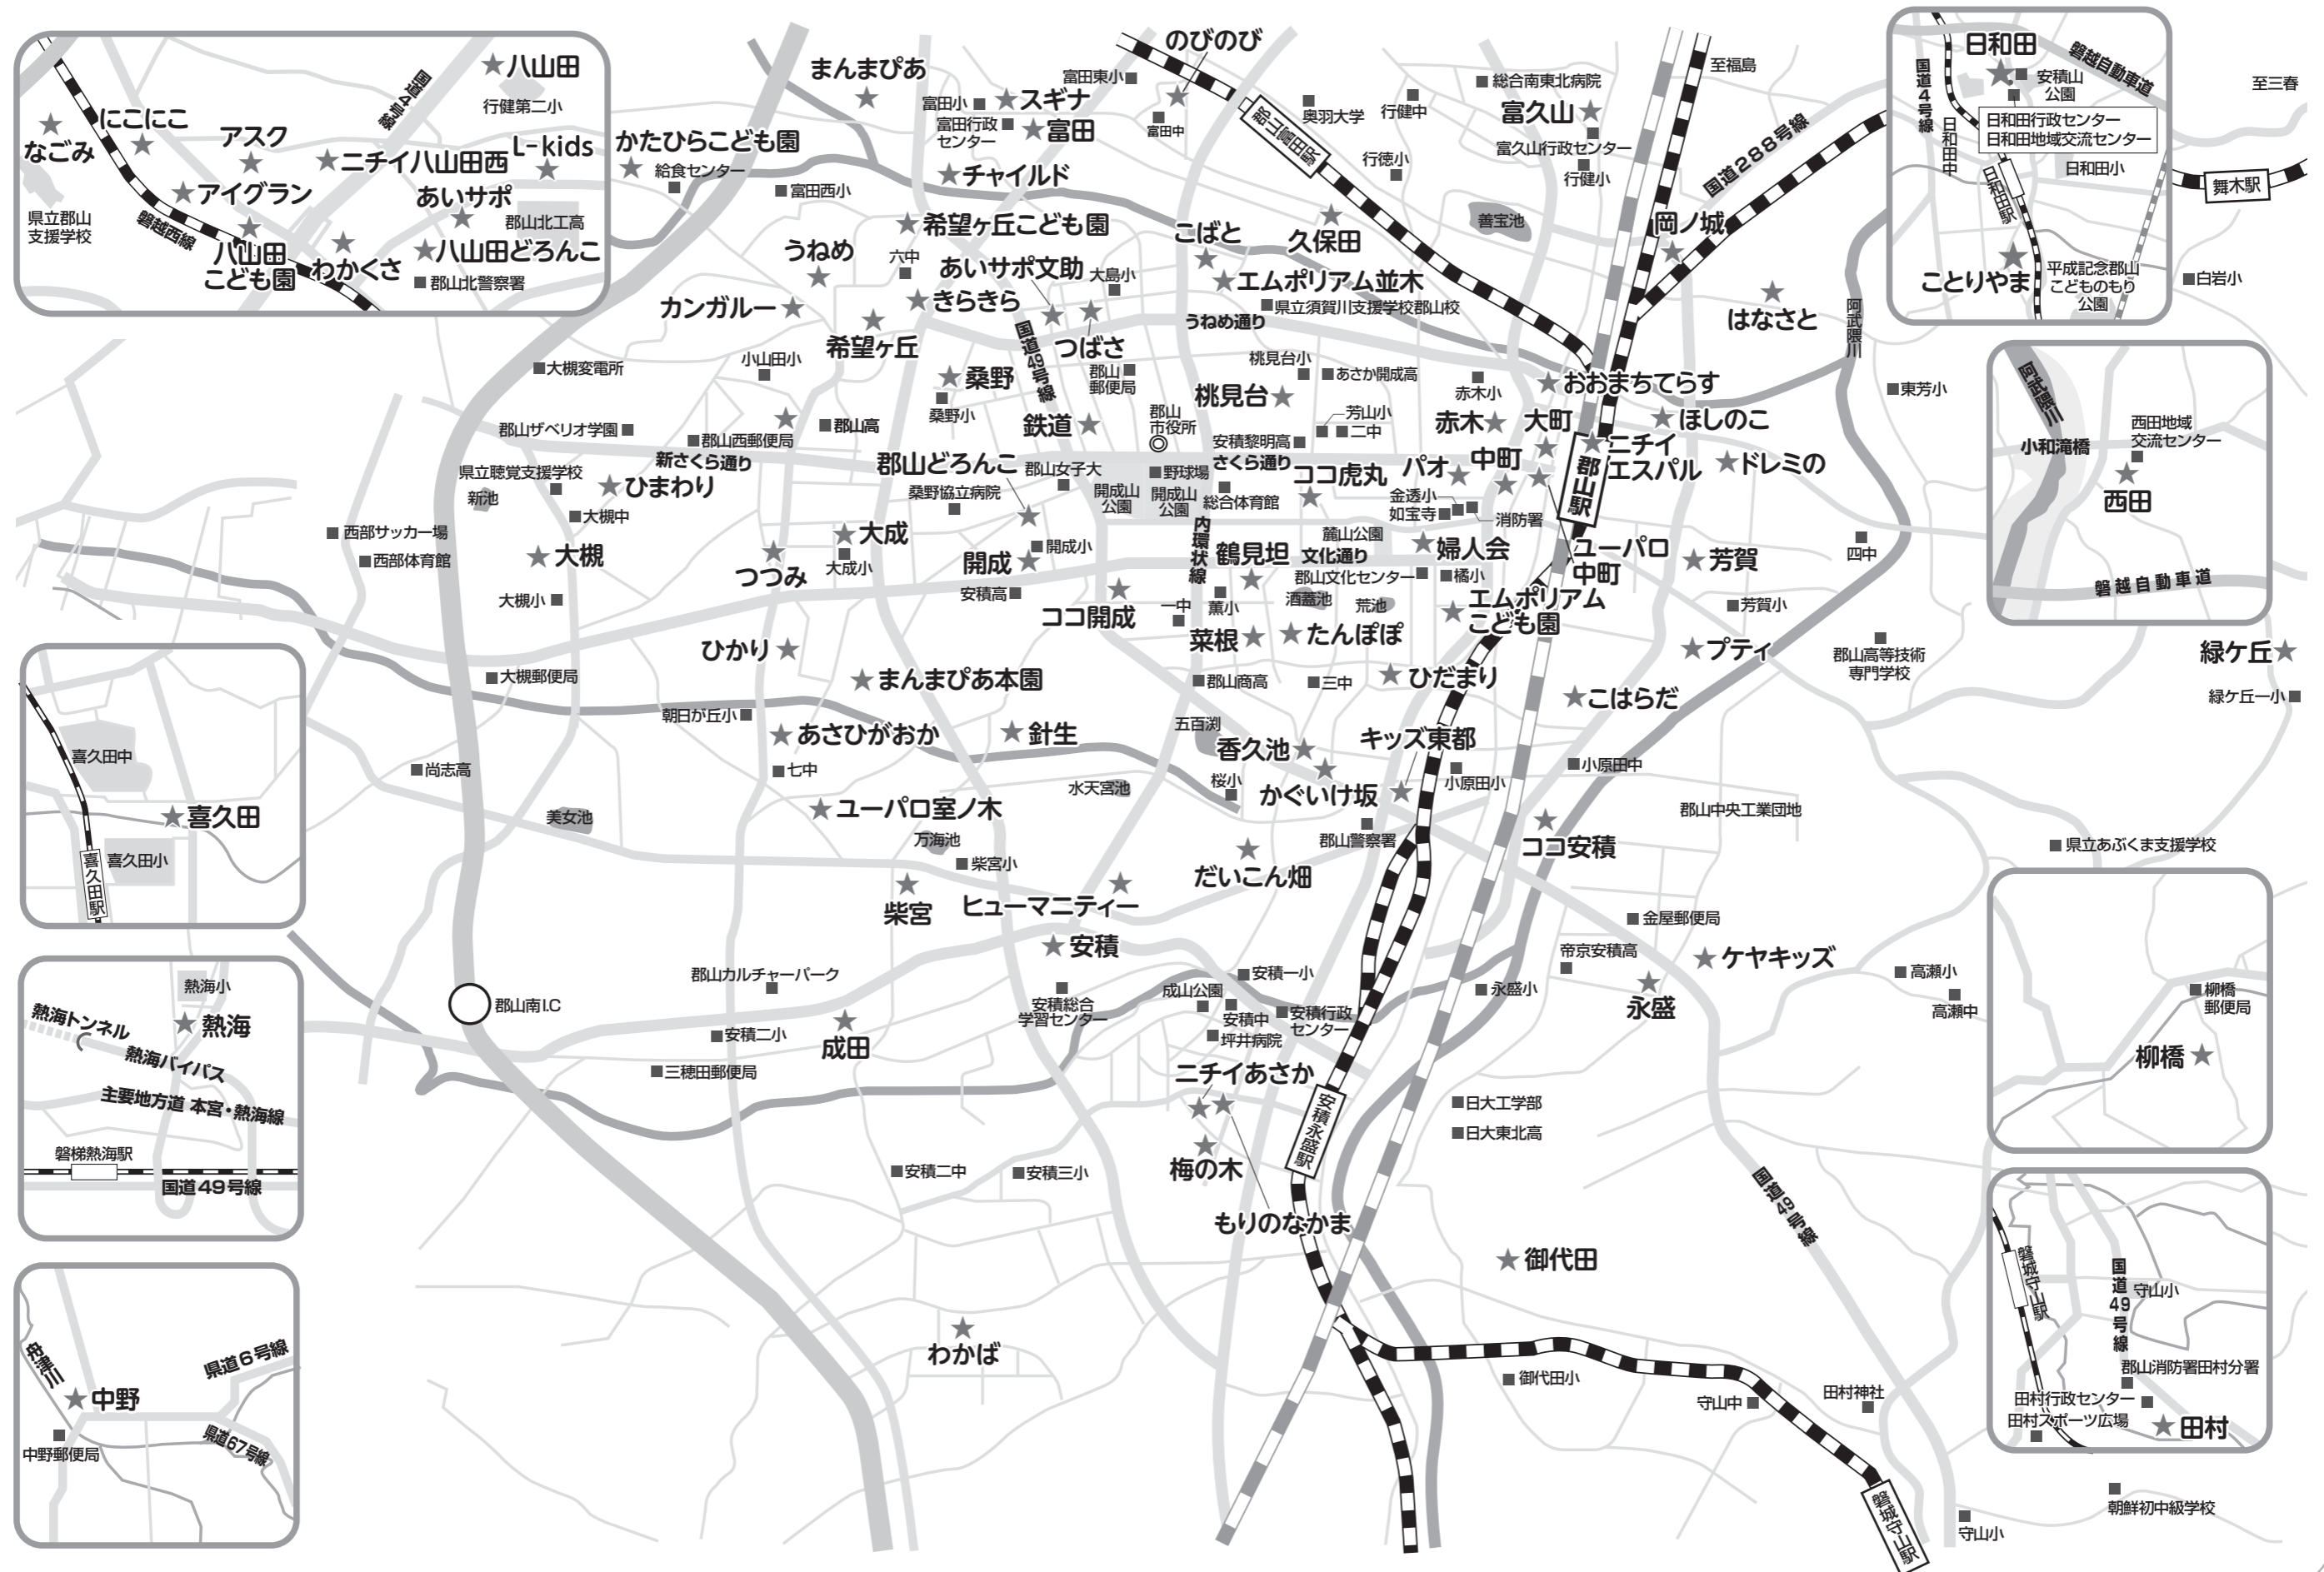 八山田
行健第二小
国道4号線
にこにこ
なごみ
アスク
ニチイ八山田西
L-kids
アイグラン
あいサポ
県立郡山
支援学校
磐越西線
郡山北工高
八山田
こども園
わかくさ
八山田どろんこ
郡山北警察署
まんまぴあ
のびのび
富田東小
富田小
スギナ
富田行政
センター
富田
富田中
かたひらこども園
給食センター
富田西小
チャイルド
郡山富田駅
奥羽大学
行健中
総合南東北病院
富久山
富久山行政センター
行徳小
行健小
至福島
国道288号線
善宝池
岡ノ城
日和田
磐越自動車道
国道4号線
安積山
公園
日和田行政センター
日和田地域交流センター
日和田中
日和田小
日和田駅
ことりやま
平成記念郡山
こどものもり
公園
至三春
舞木駅
白岩小
希望ヶ丘こども園
うねめ
六中
あいサポ文助
大島小
こばと
久保田
エムポリアム並木
県立須賀川支援学校郡山校
うねめ通り
カンガルー
きらきら
希望ヶ丘
国道49号線
つばさ
はなさと
阿武隈川
大槻変電所
小山田小
桑野
桑野小
郡山
郵便局
桃見台小
あさか開成高
桃見台
赤木小
おおまちてらす
東芳小
阿武隈川
小和滝橋
西田地域
交流センター
西田
磐越自動車道
郡山ザベリオ学園
郡山西郵便局
郡山高
鉄道
郡山
市役所
芳山小
二中
安積黎明高
赤木
大町
ほしのこ
新さくら通り
さくら通り
県立聴覚支援学校
新池
ひまわり
大槻中
郡山どろんこ
郡山女子大
桑野協立病院
野球場
開成山
公園
開成山
公園
総合体育館
ココ虎丸
パオ
中町
金透小
如宝寺
消防署
ニチイ
エスパル
郡山駅
ドレミの
西部サッカー場
西部体育館
大槻
大成
大成小
つつみ
開成
開成小
内環状線
鶴見坦
麓山公園
文化通り
婦人会
ユーパロ
中町
芳賀
四中
大槻小
安積高
ココ開成
郡山文化センター
橘小
一中
薫小
酒蓋池
荒池
エムポリアム
こども園
芳賀小
菜根
たんぽぽ
ひかり
プティ
郡山高等技術
専門学校
緑ケ丘
緑ケ丘一小
大槻郵便局
まんまぴあ本園
郡山商高
三中
ひだまり
こはらだ
朝日が丘小
あさひがおか
針生
五百渕
香久池
キッズ東都
喜久田中
喜久田
喜久田小
喜久田駅
尚志高
七中
水天宮池
桜小
かぐいけ坂
小原田小
小原田中
美女池
ユーパロ室ノ木
万海池
郡山警察署
ココ安積
郡山中央工業団地
県立あぶくま支援学校
柴宮小
だいこん畑
柴宮
ヒューマニティー
安積
金屋郵便局
帝京安積高
ケヤキッズ
高瀬小
高瀬中
柳橋
郵便局
柳橋
熱海小
熱海トンネル
熱海
熱海バイパス
主要地方道 本宮・熱海線
磐梯熱海駅
国道49号線
郡山南I.C
郡山カルチャーパーク
安積総合
学習センター
安積一小
成山公園
安積中
安積行政
センター
坪井病院
永盛小
永盛
安積二小
成田
三穂田郵便局
ニチイあさか
日大工学部
日大東北高
安積永盛駅
安積二中
安積三小
梅の木
もりのなかま
国道49号線
御代田
舟津川
県道6号線
中野
県道67号線
中野郵便局
わかば
御代田小
守山中
田村神社
磐城守山駅
国道49号線
守山小
郡山消防署田村分署
田村行政センター
田村スポーツ広場
田村
磐城守山駅
守山小
朝鮮初中級学校